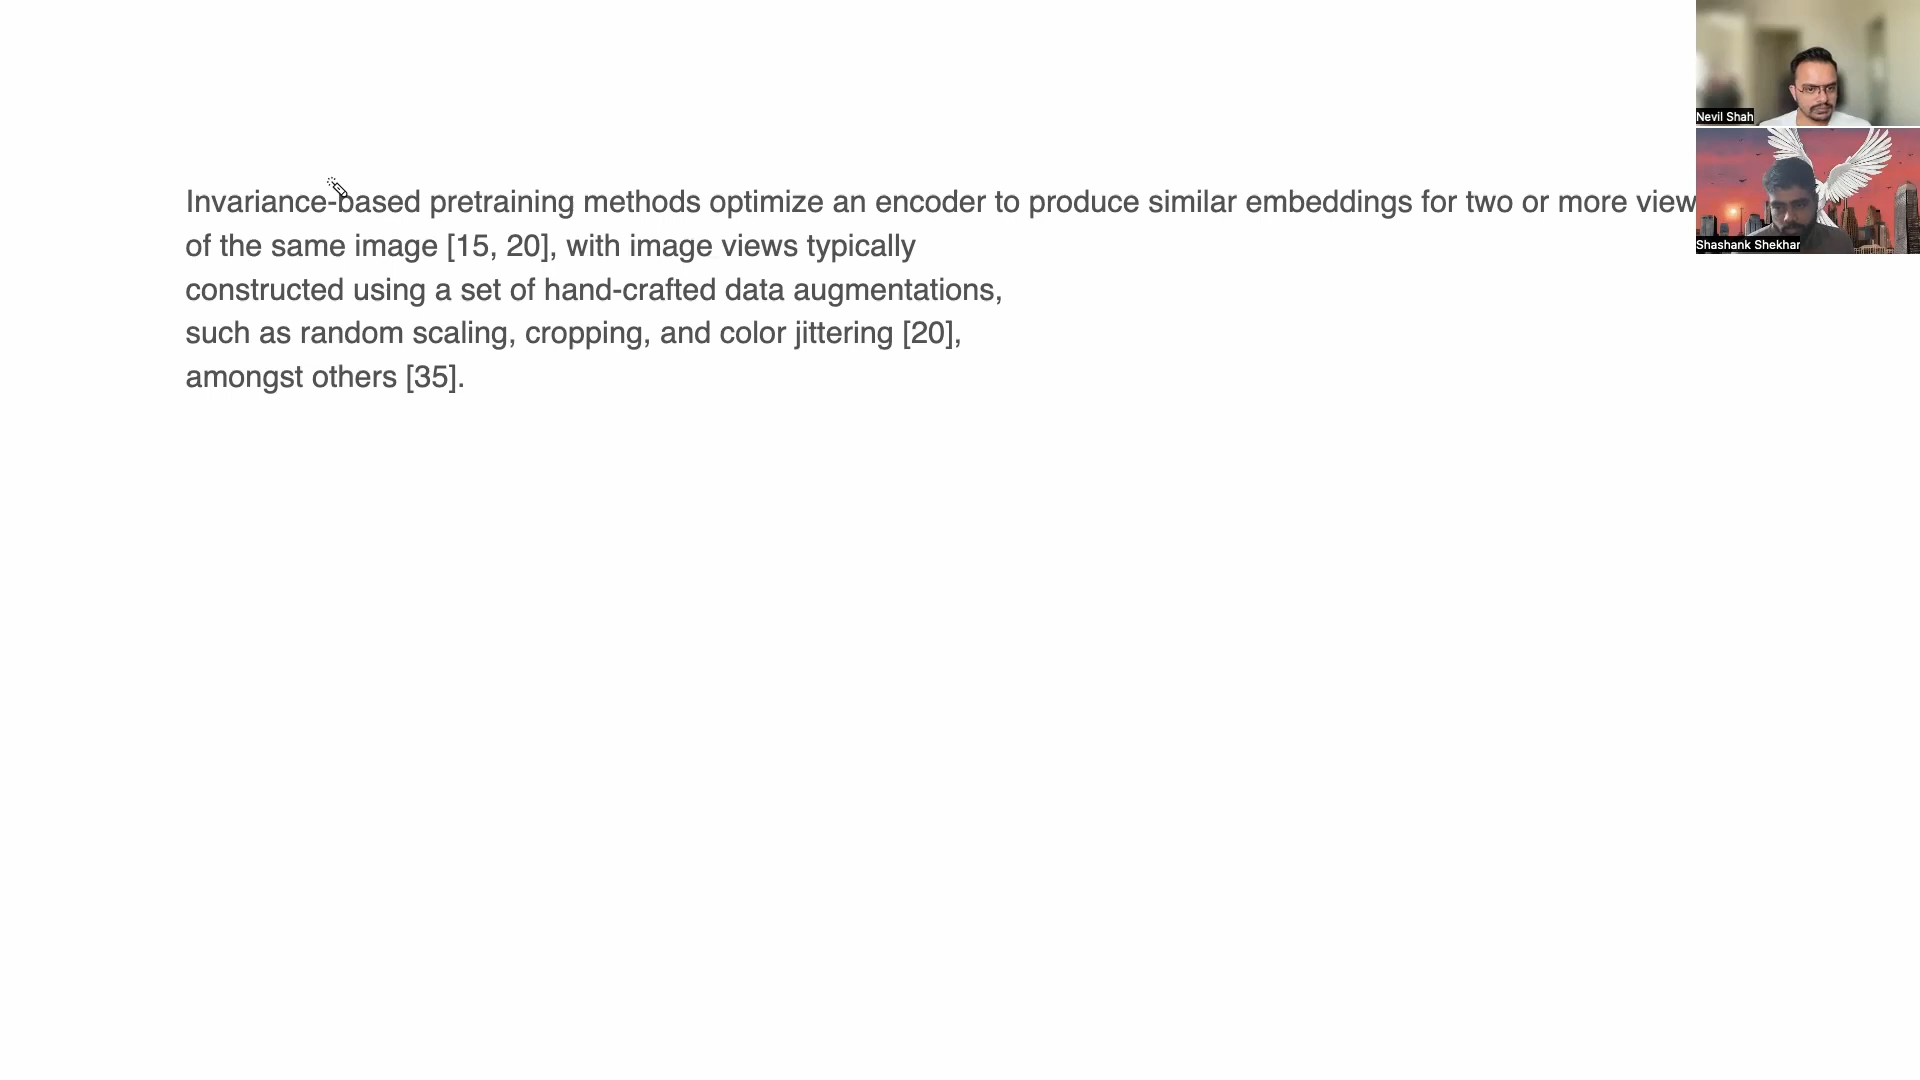 Invariance-based pretraining methods optimize an encoder to produce similar embeddings for two or more view
of the same image [15, 20], with image views typically
constructed using a set of hand-crafted data augmentations,
such as random scaling, cropping, and color jittering [20],
amongst others [35].
Nevil Shah
Shashank Shekhar